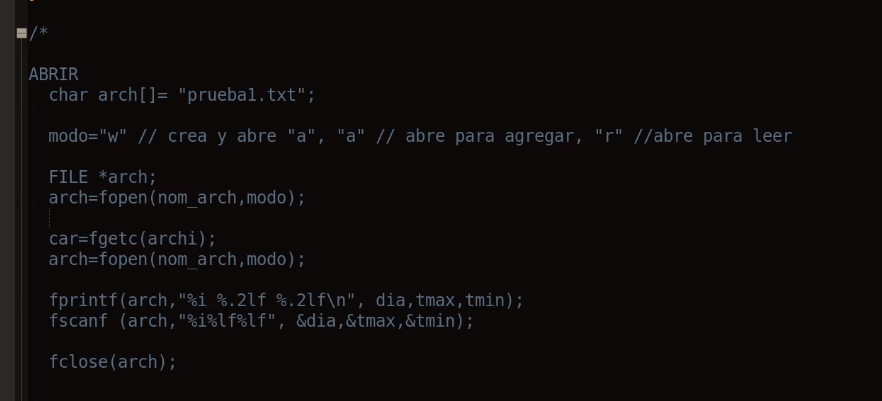 /*
ABRIR
char arch[]= "prueba1.txt";
modo="w" // crea y abre "a", "a" // abre para agregar, "r" //abre para leer
FILE *arch;
arch=fopen(nom_arch,modo);
car=fgetc(archi);
arch=fopen(nom_arch,modo);
fprintf(arch,"%i %.2lf %.2lf\n", dia,tmax,tmin);
fscanf (arch,"%i%lf%lf", &dia,&tmax,&tmin);
fclose(arch);